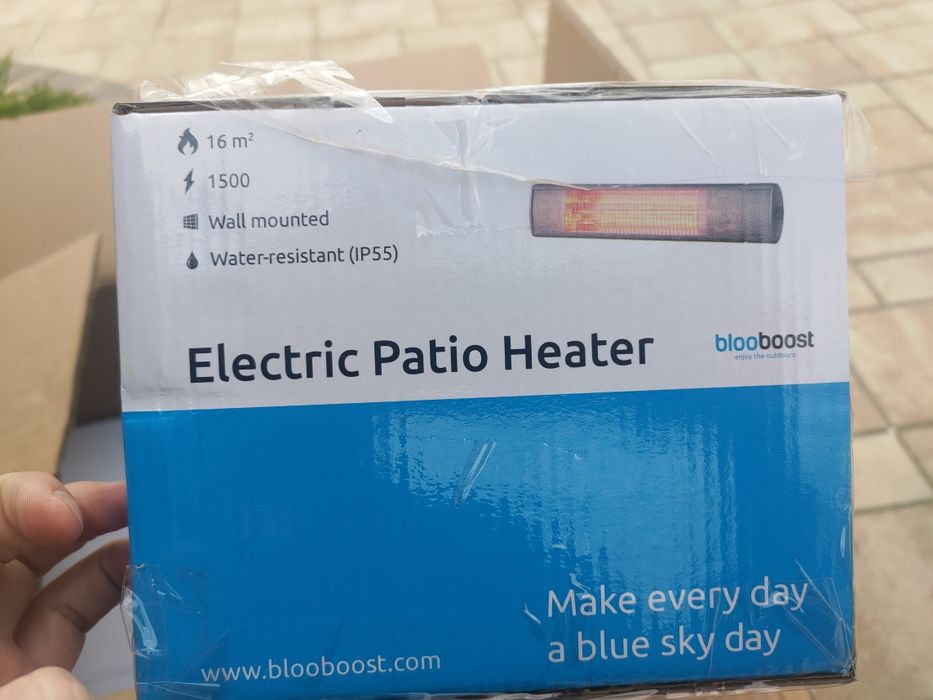 16 m²
1500
Wall mounted
Water-resistant (IP55)
Electric Patio Heater
blooboost
enjoy the outdoors
Make every day
a blue sky day
www.blooboost.com